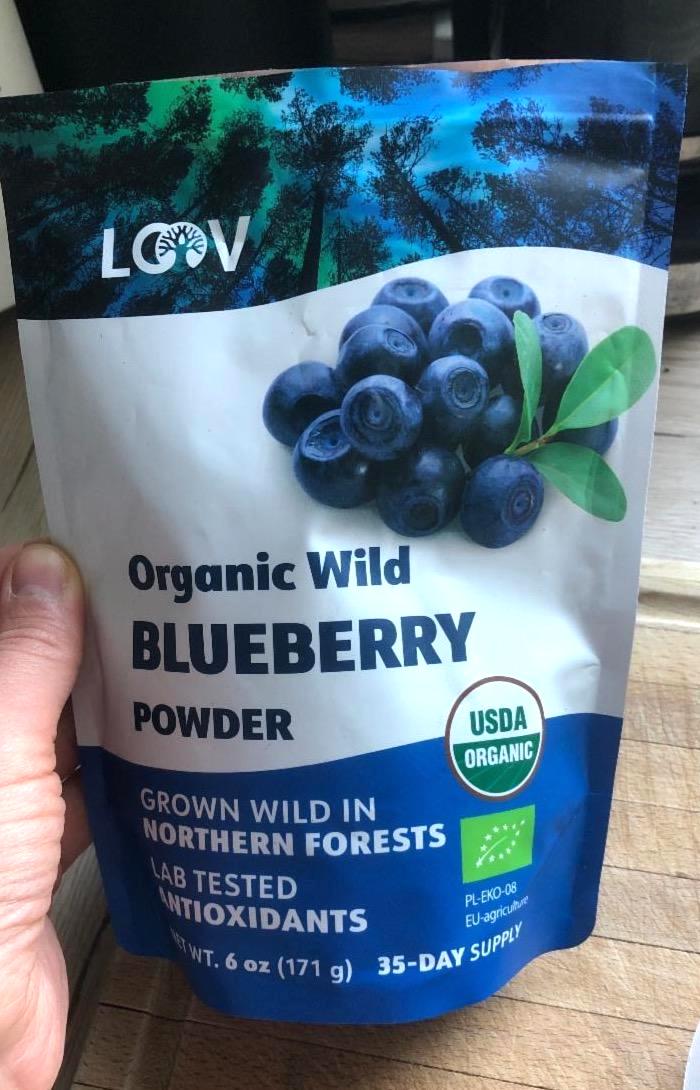 LOOV
Organic Wild
BLUEBERRY
POWDER
USDA
ORGANIC
GROWN WILD IN
NORTHERN FORESTS
LAB TESTED
ANTIOXIDANTS
PL-EKO-08
EU-agriculture
NET WT. 6 oz (171 g) 35-DAY SUPPLY